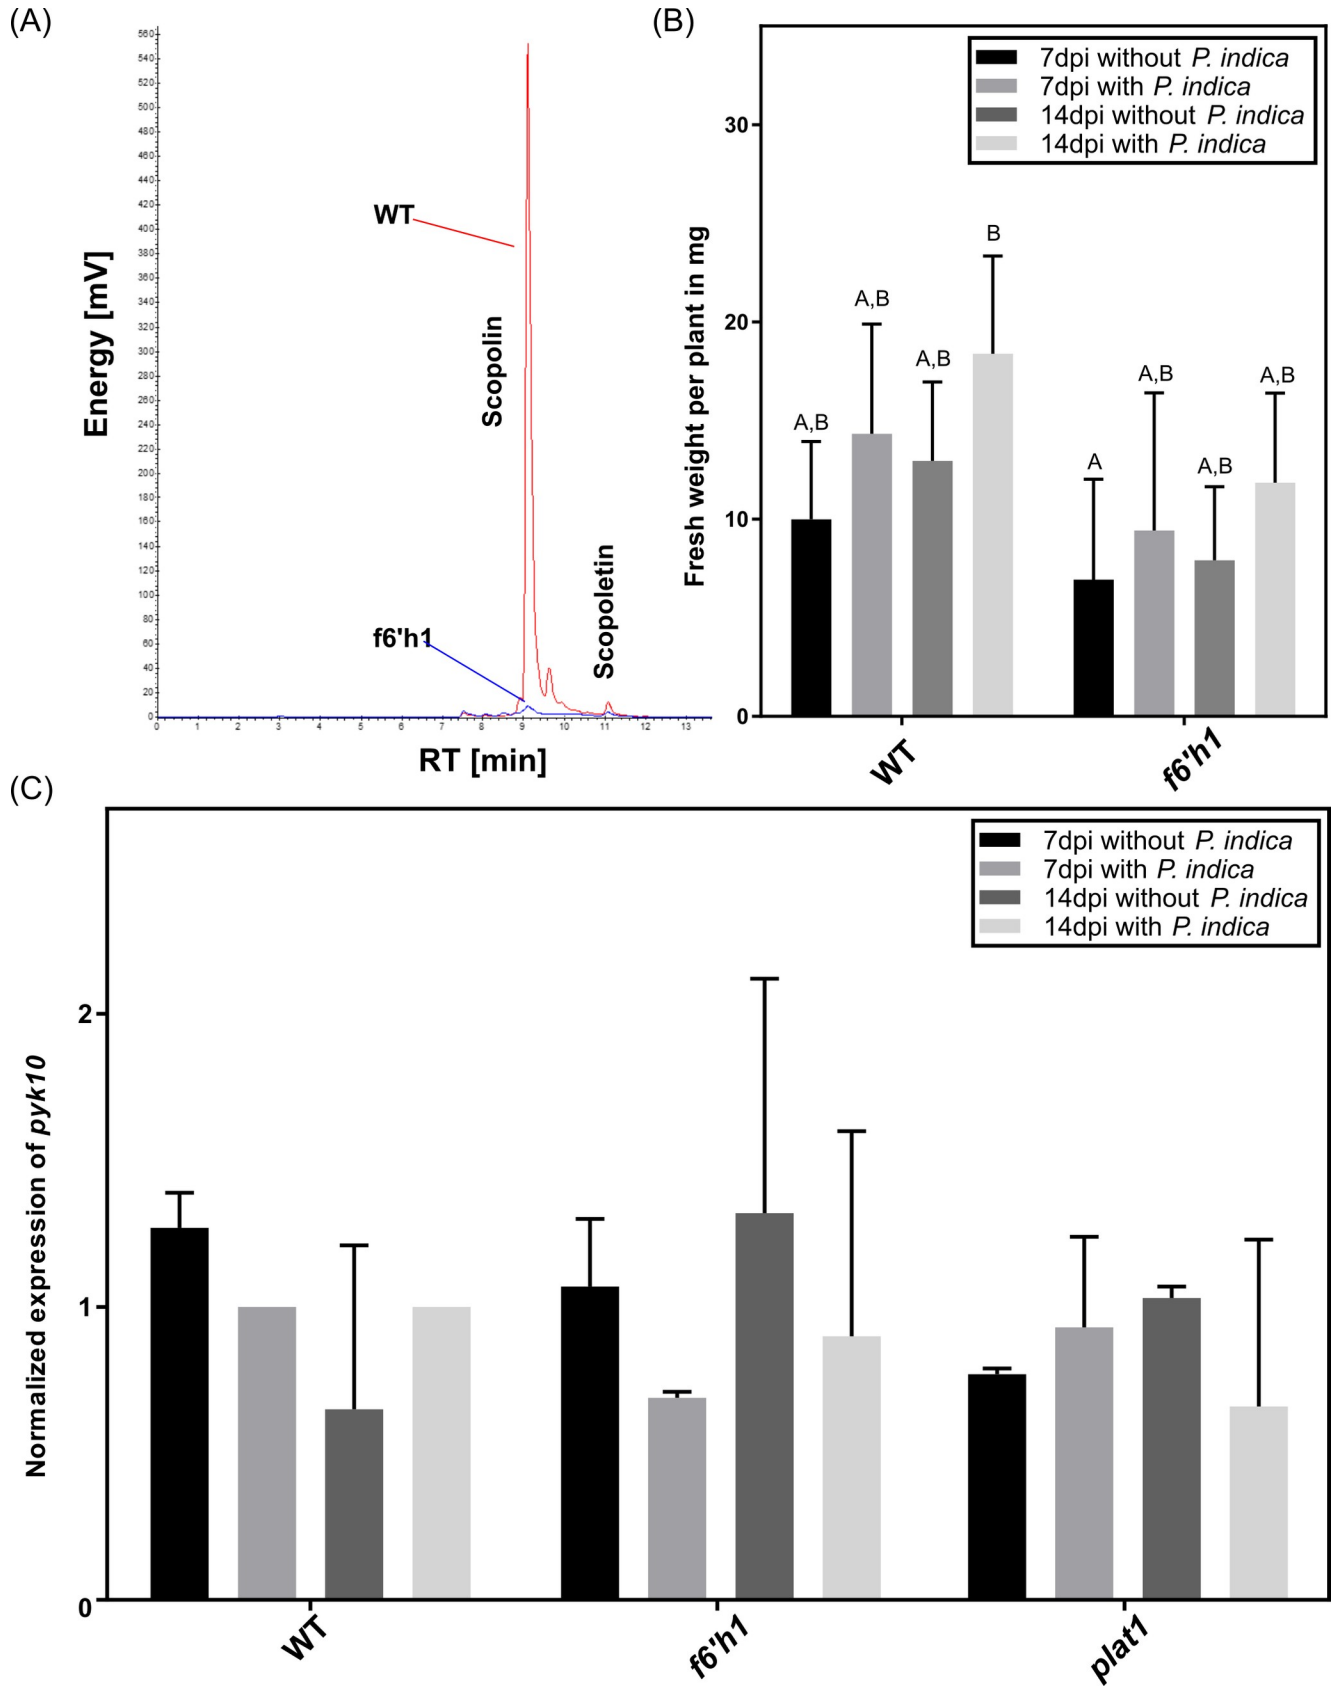 (A)
560
540
520
500
480
460
440
420
400
380
360
340
320
300
280
260
240
220
200
180
160
140
120
100
80
60
40
20
0
0 1 2 3 4 5 6 7 8 9 10 11 12 13
Energy [mV]
RT [min]
WT
Scopolin
f6'h1
Scopoletin
(B)
7dpi without P. indica
7dpi with P. indica
14dpi without P. indica
14dpi with P. indica
Fresh weight per plant in mg
30
20
10
0
A,B
A,B
A,B
B
A
A,B
A,B
A,B
WT
f6'h1
(C)
7dpi without P. indica
7dpi with P. indica
14dpi without P. indica
14dpi with P. indica
Normalized expression of pyk10
2
1
0
WT
f6'h1
plat1